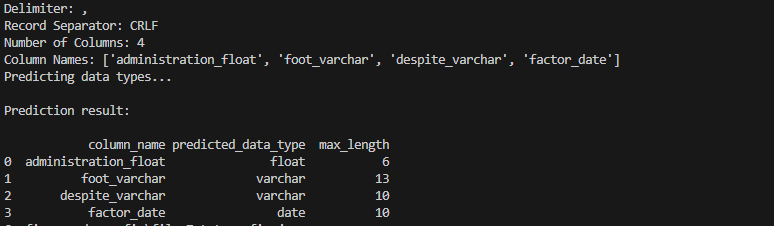 Delimiter: ,
Record Separator: CRLF
Number of Columns: 4
Column Names: ['administration_float', 'foot_varchar', 'despite_varchar', 'factor_date']
Predicting data types...
Prediction result:
column_name predicted_data_type max_length
0 administration_float float 6
1 foot_varchar varchar 13
2 despite_varchar varchar 10
3 factor_date date 10